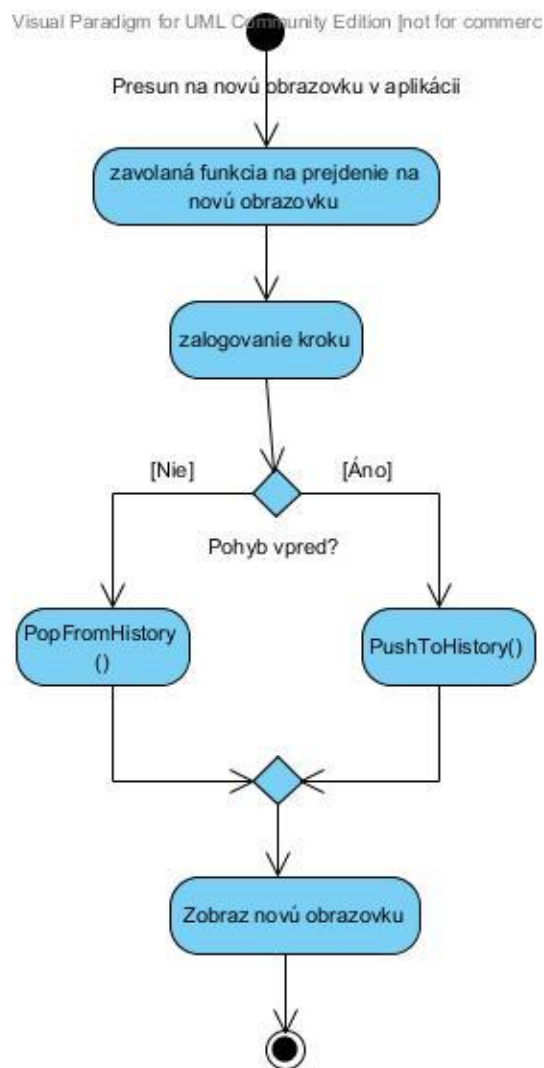 Visual Paradigm for UML Community Edition [not for commerc
Presun na novú obrazovku v aplikácii
zavolaná funkcia na prejdenie na
novú obrazovku
zalogovanie kroku
[Nie]
[Áno]
Pohyb vpred?
PopFromHistory
()
PushToHistory()
Zobraz novú obrazovku